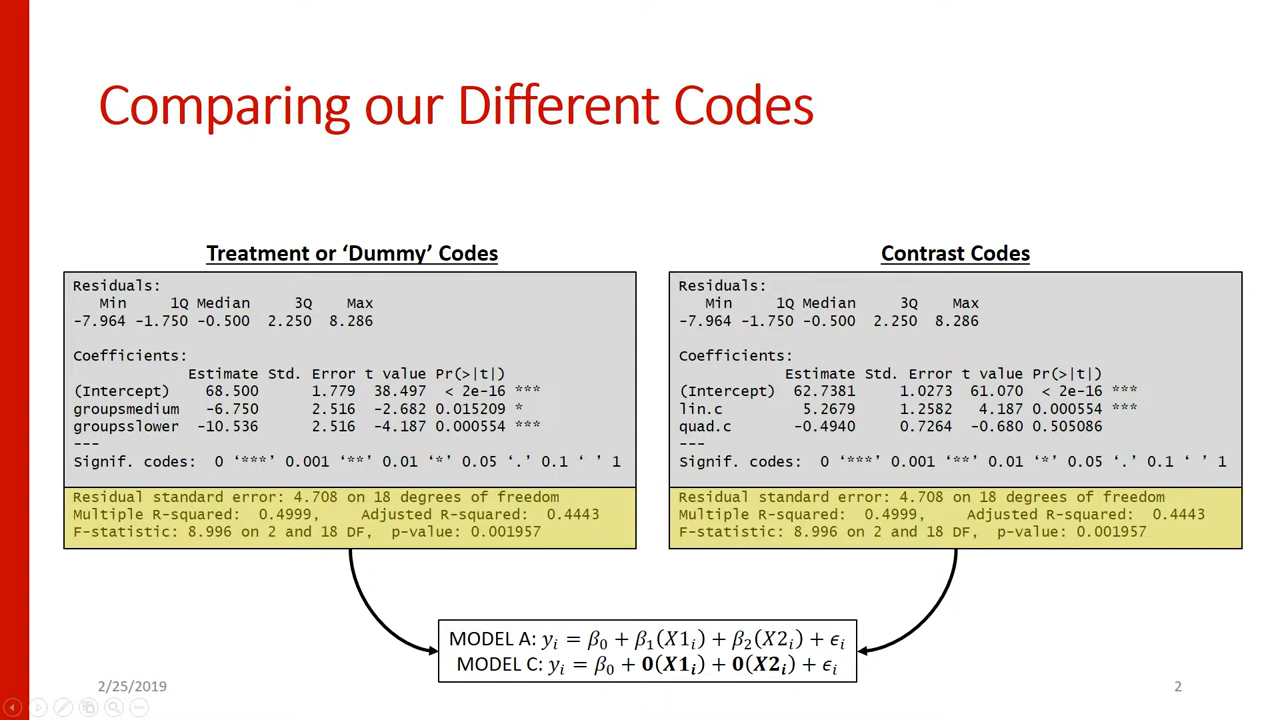 Comparing our Different Codes
Treatment or ‘Dummy’ Codes
Residuals:
Min 1Q Median 3Q Max
-7.964 -1.750 -0.500 2.250 8.286
Coefficients:
Estimate Std. Error t value Pr(>|t|)
(Intercept) 68.500 1.779 38.497 < 2e-16 ***
groupsmedium -6.750 2.516 -2.682 0.015209 *
groupsslower -10.536 2.516 -4.187 0.000554 ***
---
Signif. codes: 0 ‘***’ 0.001 ‘**’ 0.01 ‘*’ 0.05 ‘.’ 0.1 ‘ ’ 1
Residual standard error: 4.708 on 18 degrees of freedom
Multiple R-squared: 0.4999, Adjusted R-squared: 0.4443
F-statistic: 8.996 on 2 and 18 DF, p-value: 0.001957
Contrast Codes
Residuals:
Min 1Q Median 3Q Max
-7.964 -1.750 -0.500 2.250 8.286
Coefficients:
Estimate Std. Error t value Pr(>|t|)
(Intercept) 62.7381 1.0273 61.070 < 2e-16 ***
lin.c 5.2679 1.2582 4.187 0.000554 ***
quad.c -0.4940 0.7264 -0.680 0.505086
---
Signif. codes: 0 ‘***’ 0.001 ‘**’ 0.01 ‘*’ 0.05 ‘.’ 0.1 ‘ ’ 1
Residual standard error: 4.708 on 18 degrees of freedom
Multiple R-squared: 0.4999, Adjusted R-squared: 0.4443
F-statistic: 8.996 on 2 and 18 DF, p-value: 0.001957
MODEL A: yᵢ = β₀ + β₁(X1ᵢ) + β₂(X2ᵢ) + ϵᵢ
MODEL C: yᵢ = β₀ + 0(X1ᵢ) + 0(X2ᵢ) + ϵᵢ
2/25/2019
2